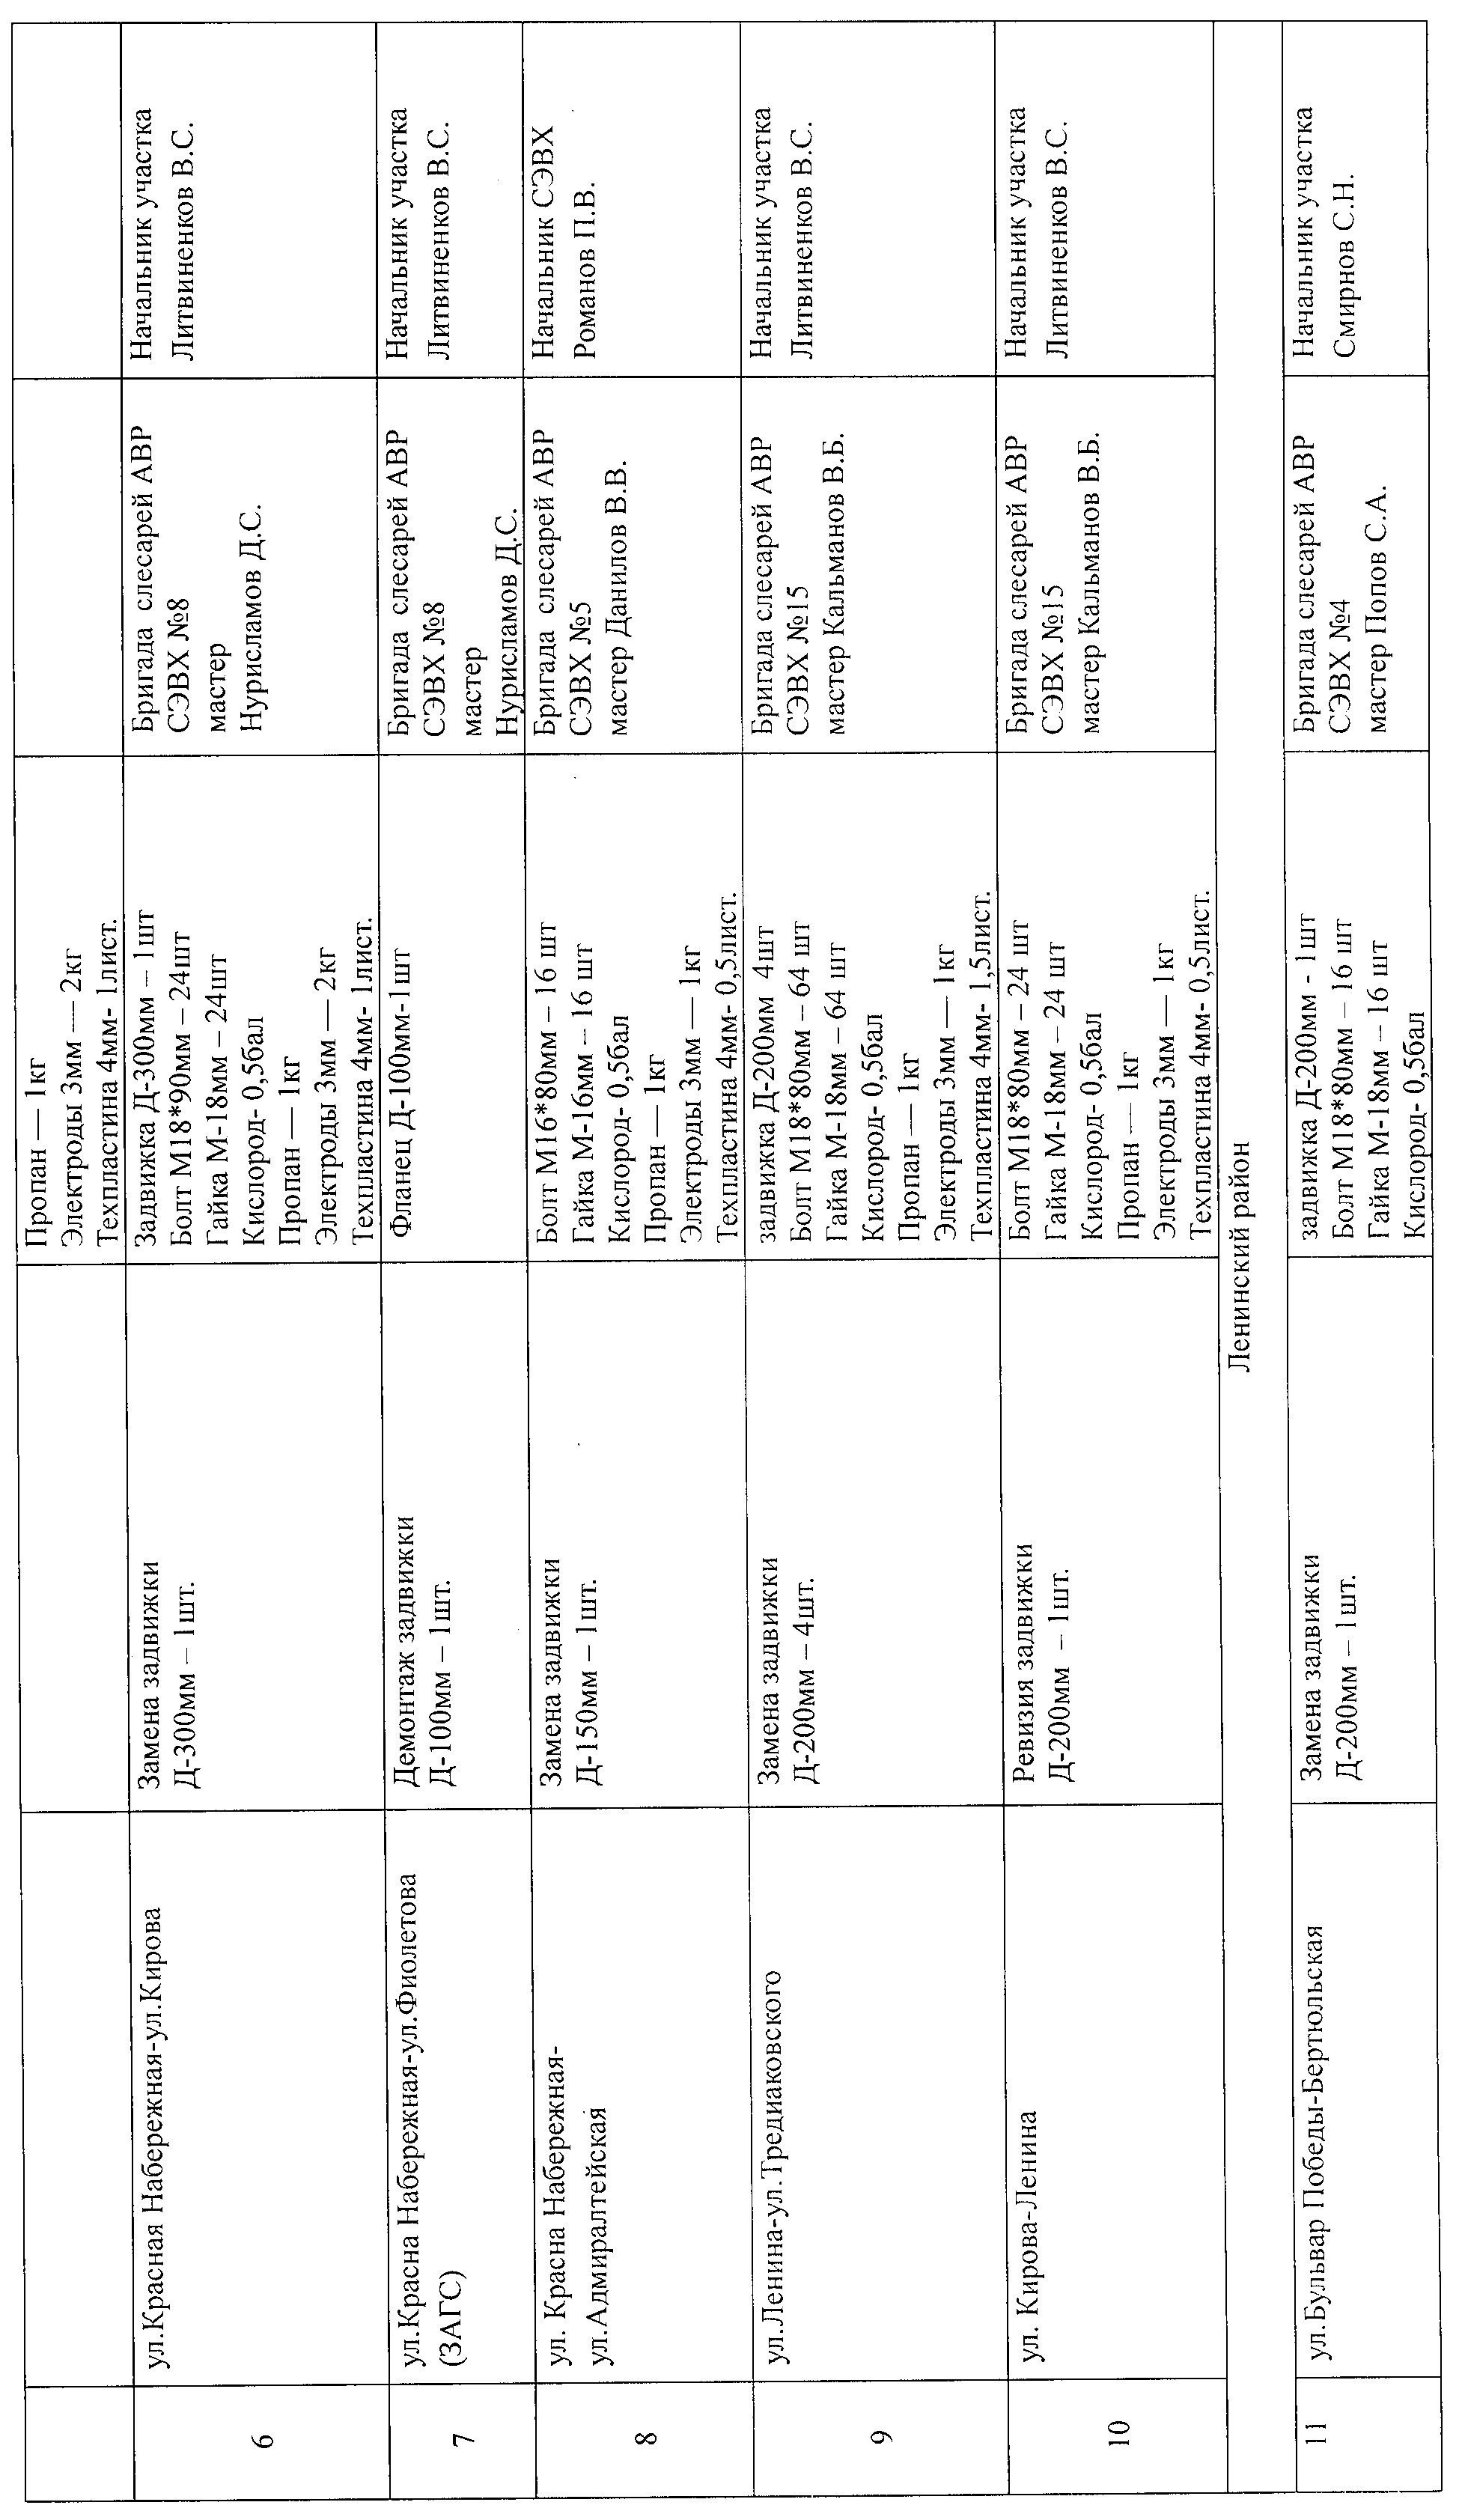 Пропан — 1кг
Электроды 3мм — 2кг
Техпластина 4мм- 1лист.
6
ул.Красная Набережная-ул.Кирова
Замена задвижки
Д-300мм – 1шт.
Задвижка Д-300мм – 1шт
Болт М18*90мм – 24шт
Гайка М-18мм – 24шт
Кислород- 0,5бал
Пропан — 1кг
Электроды 3мм — 2кг
Техпластина 4мм- 1лист.
Бригада слесарей АВР
СЭВХ №8
мастер
Нурисламов Д.С.
Начальник участка
Литвиненков В.С.
7
ул.Красна Набережная-ул.Фиолетова
(ЗАГС)
Демонтаж задвижки
Д-100мм – 1шт.
Фланец Д-100мм-1шт
Бригада слесарей АВР
СЭВХ №8
мастер
Нурисламов Д.С.
Начальник участка
Литвиненков В.С.
8
ул. Красна Набережная-
ул.Адмиралтейская
Замена задвижки
Д-150мм – 1шт.
Болт М16*80мм – 16 шт
Гайка М-16мм – 16 шт
Кислород- 0,5бал
Пропан — 1кг
Электроды 3мм — 1кг
Техпластина 4мм- 0,5лист.
Бригада слесарей АВР
СЭВХ №5
мастер Данилов В.В.
Начальник СЭВХ
Романов П.В.
9
ул.Ленина-ул.Тредиаковского
Замена задвижки
Д-200мм – 4шт.
задвижка Д-200мм 4шт
Болт М18*80мм – 64 шт
Гайка М-18мм – 64 шт
Кислород- 0,5бал
Пропан — 1кг
Электроды 3мм — 1кг
Техпластина 4мм- 1,5лист.
Бригада слесарей АВР
СЭВХ №15
мастер Кальманов В.Б.
Начальник участка
Литвиненков В.С.
10
ул. Кирова-Ленина
Ревизия задвижки
Д-200мм – 1шт.
Болт М18*80мм – 24 шт
Гайка М-18мм – 24 шт
Кислород- 0,5бал
Пропан — 1кг
Электроды 3мм — 1кг
Техпластина 4мм- 0,5лист.
Бригада слесарей АВР
СЭВХ №15
мастер Кальманов В.Б.
Начальник участка
Литвиненков В.С.
Ленинский район
11
ул.Бульвар Победы-Бертюльская
Замена задвижки
Д-200мм – 1шт.
задвижка Д-200мм - 1шт
Болт М18*80мм – 16 шт
Гайка М-18мм – 16 шт
Кислород- 0,5бал
Бригада слесарей АВР
СЭВХ №4
мастер Попов С.А.
Начальник участка
Смирнов С.Н.